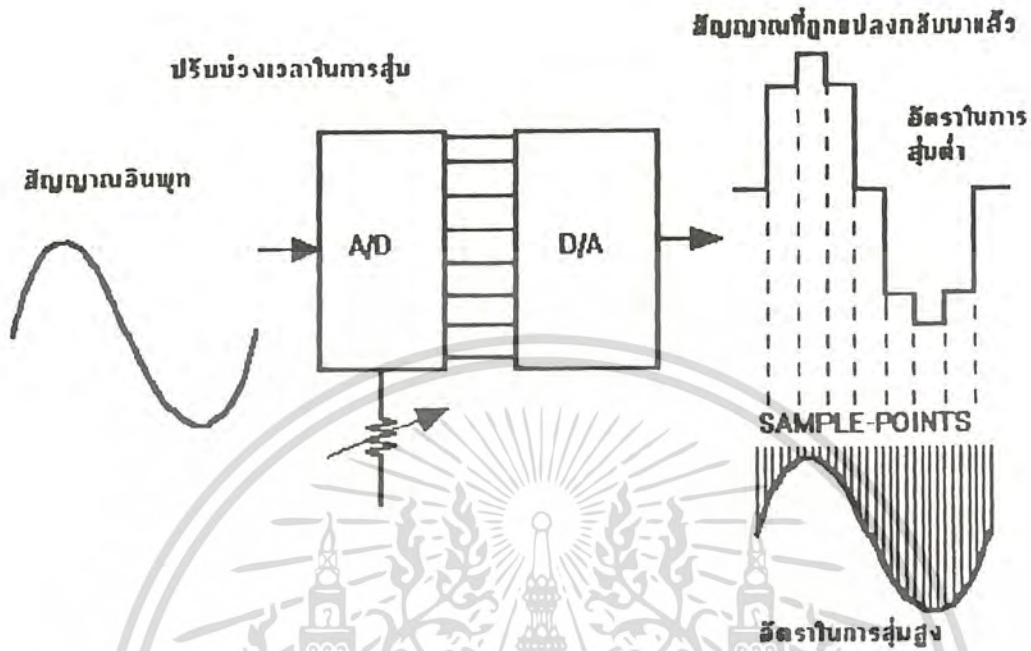 สัญญาณที่ถูกแปลงกลับมาแล้ว
ปรับช่วงเวลาในการสุ่ม
อัตราในการ
สุ่มต่ำ
สัญญาณอินพุท
A/D
D/A
SAMPLE-POINTS
อัตราในการสุ่มสูง